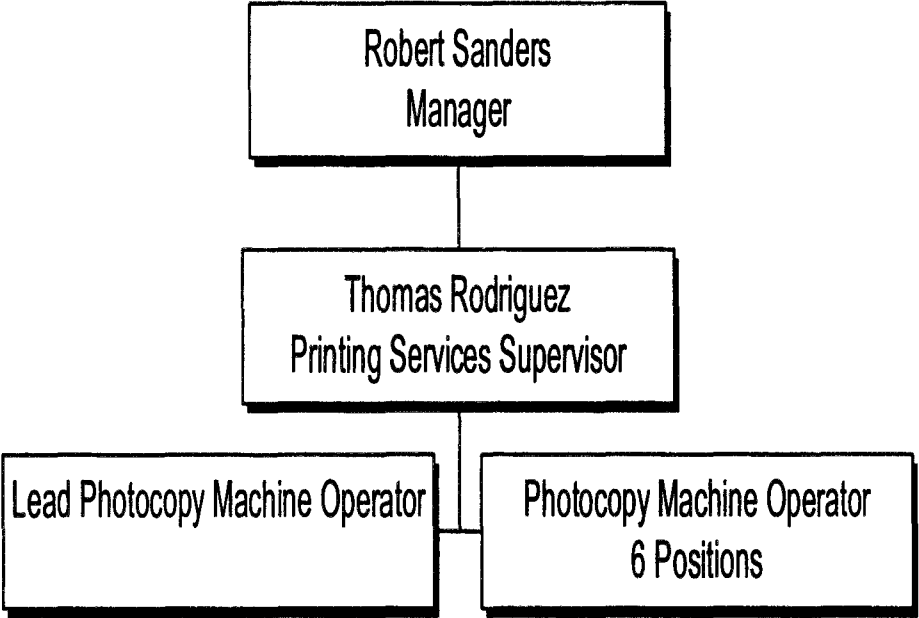 Robert Sanders
Manager
Thomas Rodriguez
Printing Services Supervisor
Lead Photocopy Machine Operator
Photocopy Machine Operator
6 Positions